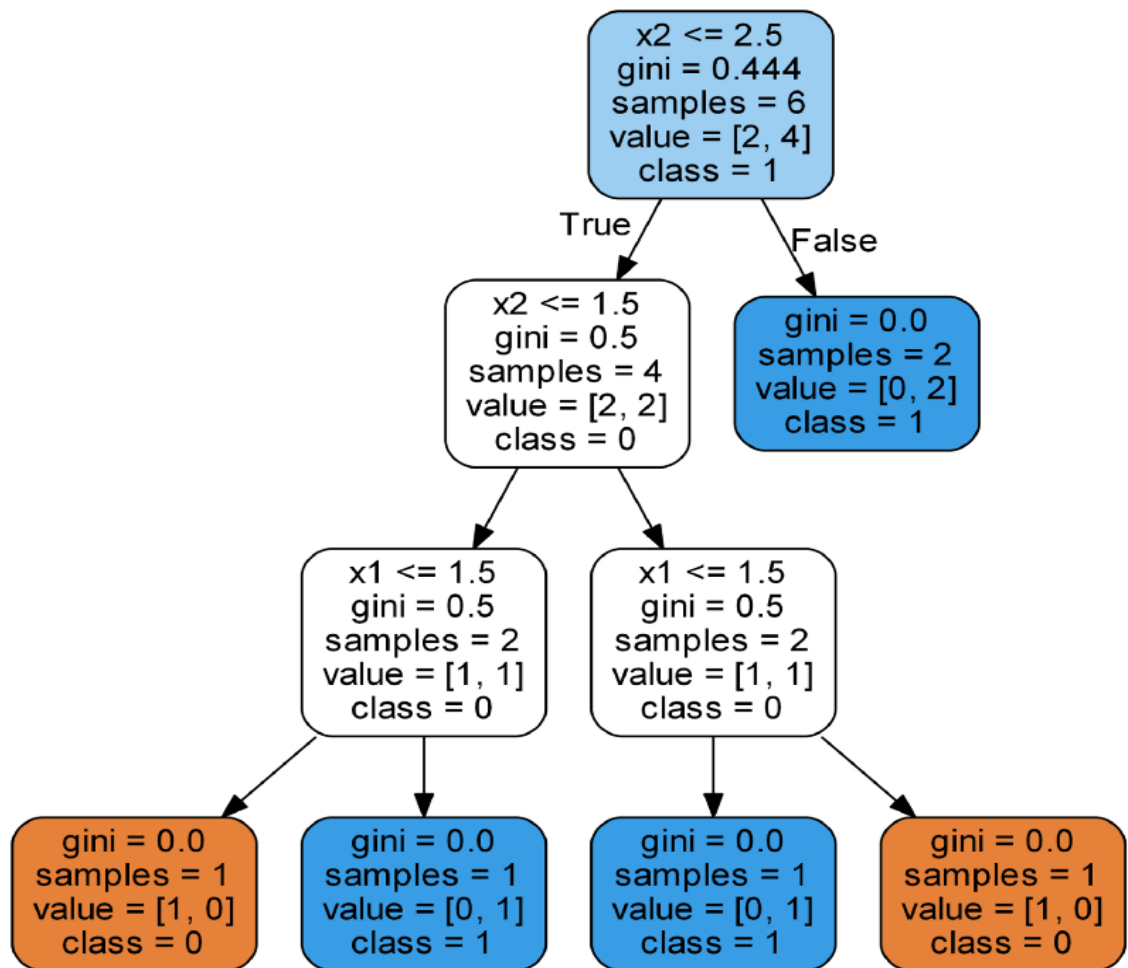 x2 <= 2.5
gini = 0.444
samples = 6
value = [2, 4]
class = 1
True
False
x2 <= 1.5
gini = 0.5
samples = 4
value = [2, 2]
class = 0
gini = 0.0
samples = 2
value = [0, 2]
class = 1
x1 <= 1.5
gini = 0.5
samples = 2
value = [1, 1]
class = 0
x1 <= 1.5
gini = 0.5
samples = 2
value = [1, 1]
class = 0
gini = 0.0
samples = 1
value = [1, 0]
class = 0
gini = 0.0
samples = 1
value = [0, 1]
class = 1
gini = 0.0
samples = 1
value = [0, 1]
class = 1
gini = 0.0
samples = 1
value = [1, 0]
class = 0